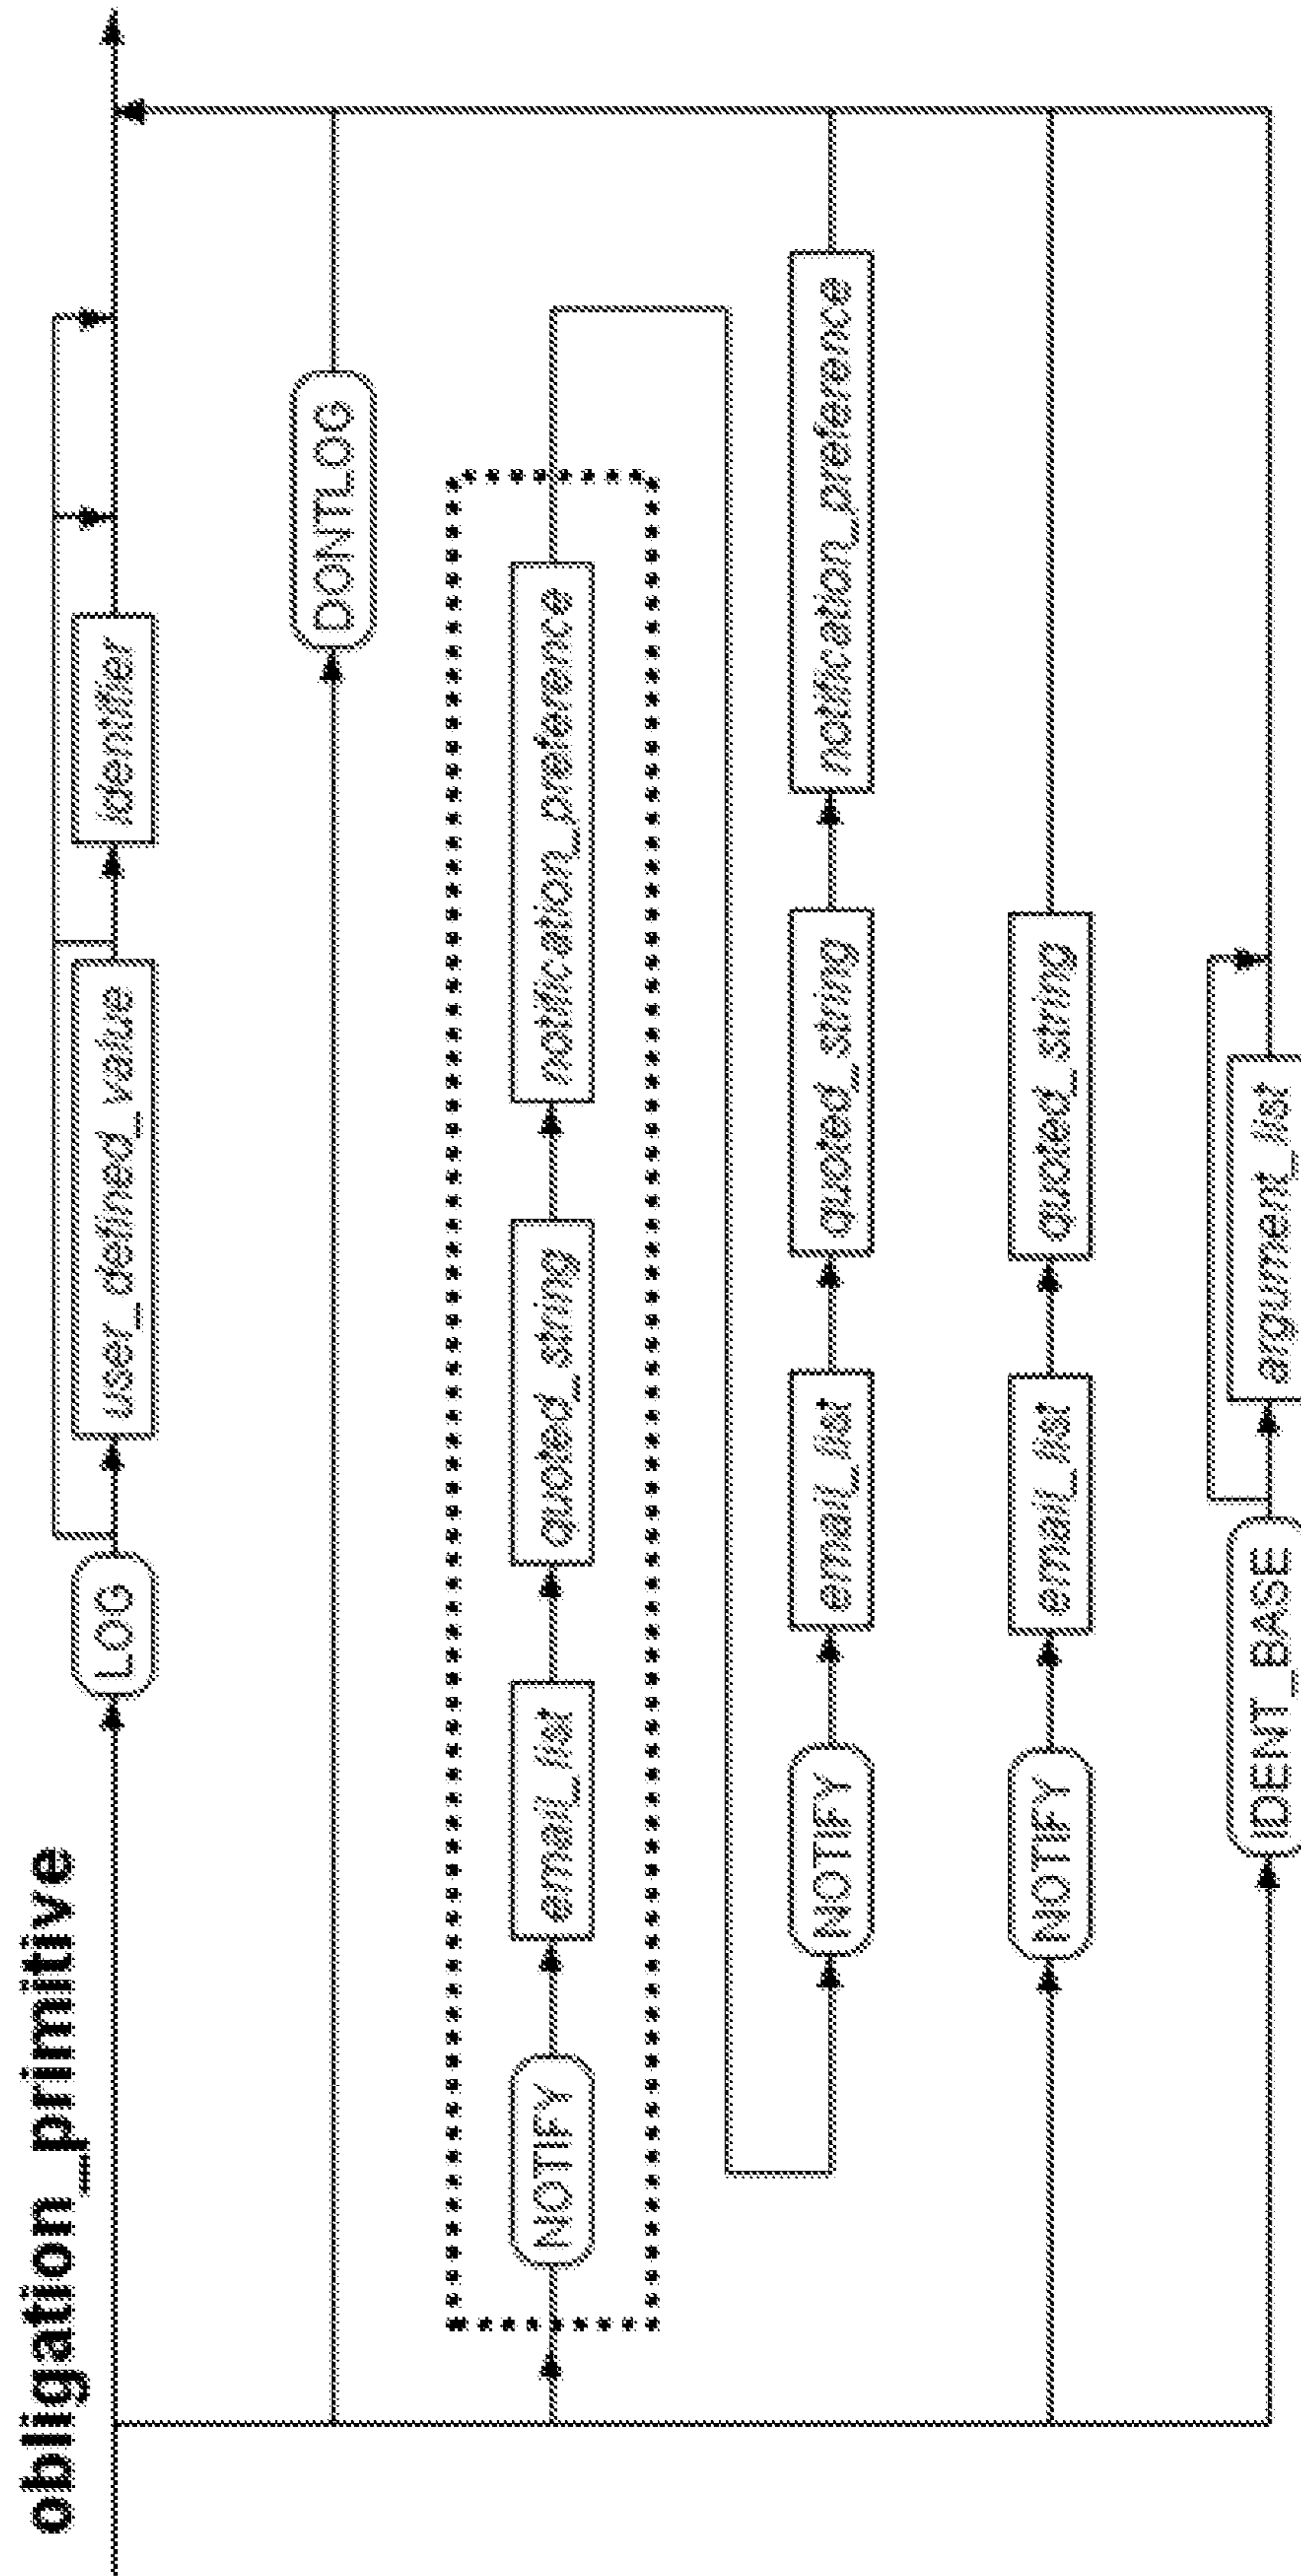 obligation_primitive
LOG user_defined_value identifier
DONTLOG
NOTIFY email_list quoted_string notification_preference
NOTIFY email_list quoted_string notification_preference
NOTIFY email_list quoted_string
IDENT_BASE argument_list